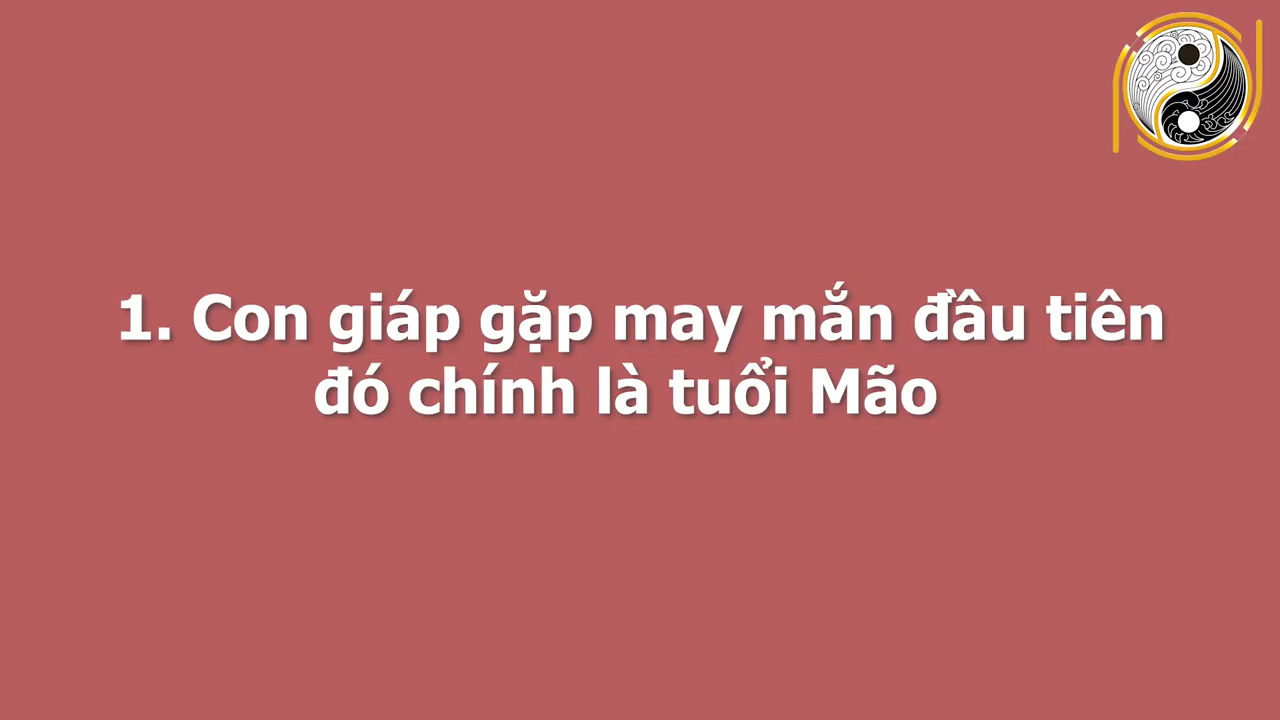 1. Con giáp gặp may mắn đầu tiên
đó chính là tuổi Mão